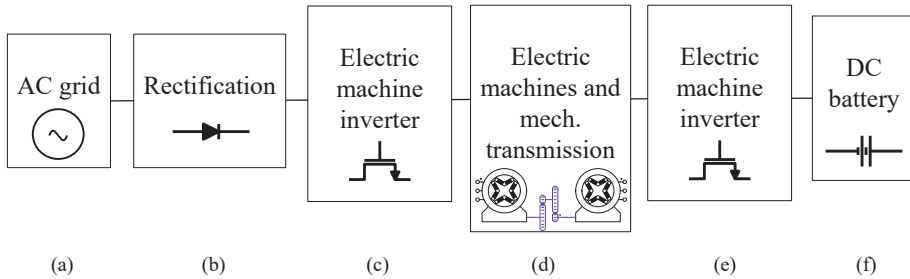 AC grid
Rectification
Electric
machine
inverter
Electric
machines and
mech.
transmission
Electric
machine
inverter
DC
battery
(a)
(b)
(c)
(d)
(e)
(f)